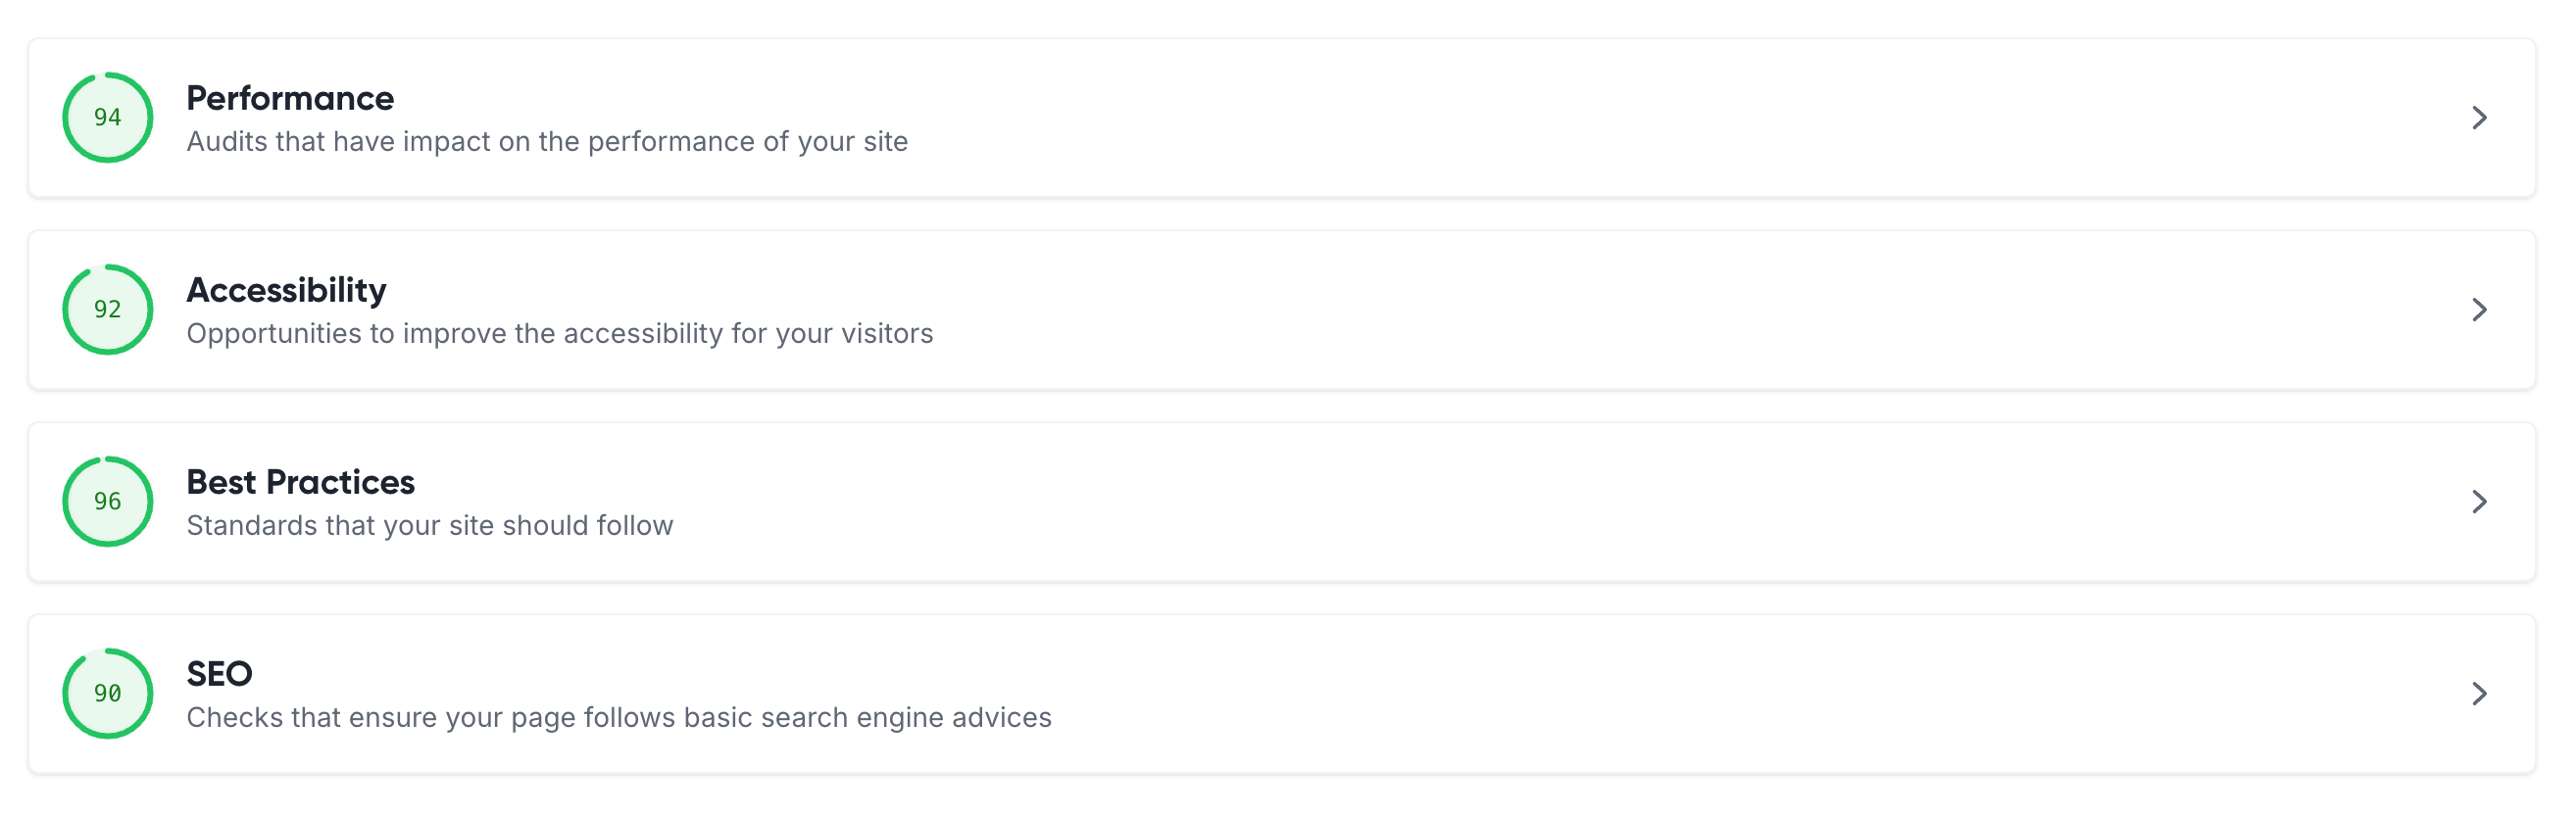 94
Performance
Audits that have impact on the performance of your site
92
Accessibility
Opportunities to improve the accessibility for your visitors
96
Best Practices
Standards that your site should follow
90
SEO
Checks that ensure your page follows basic search engine advices